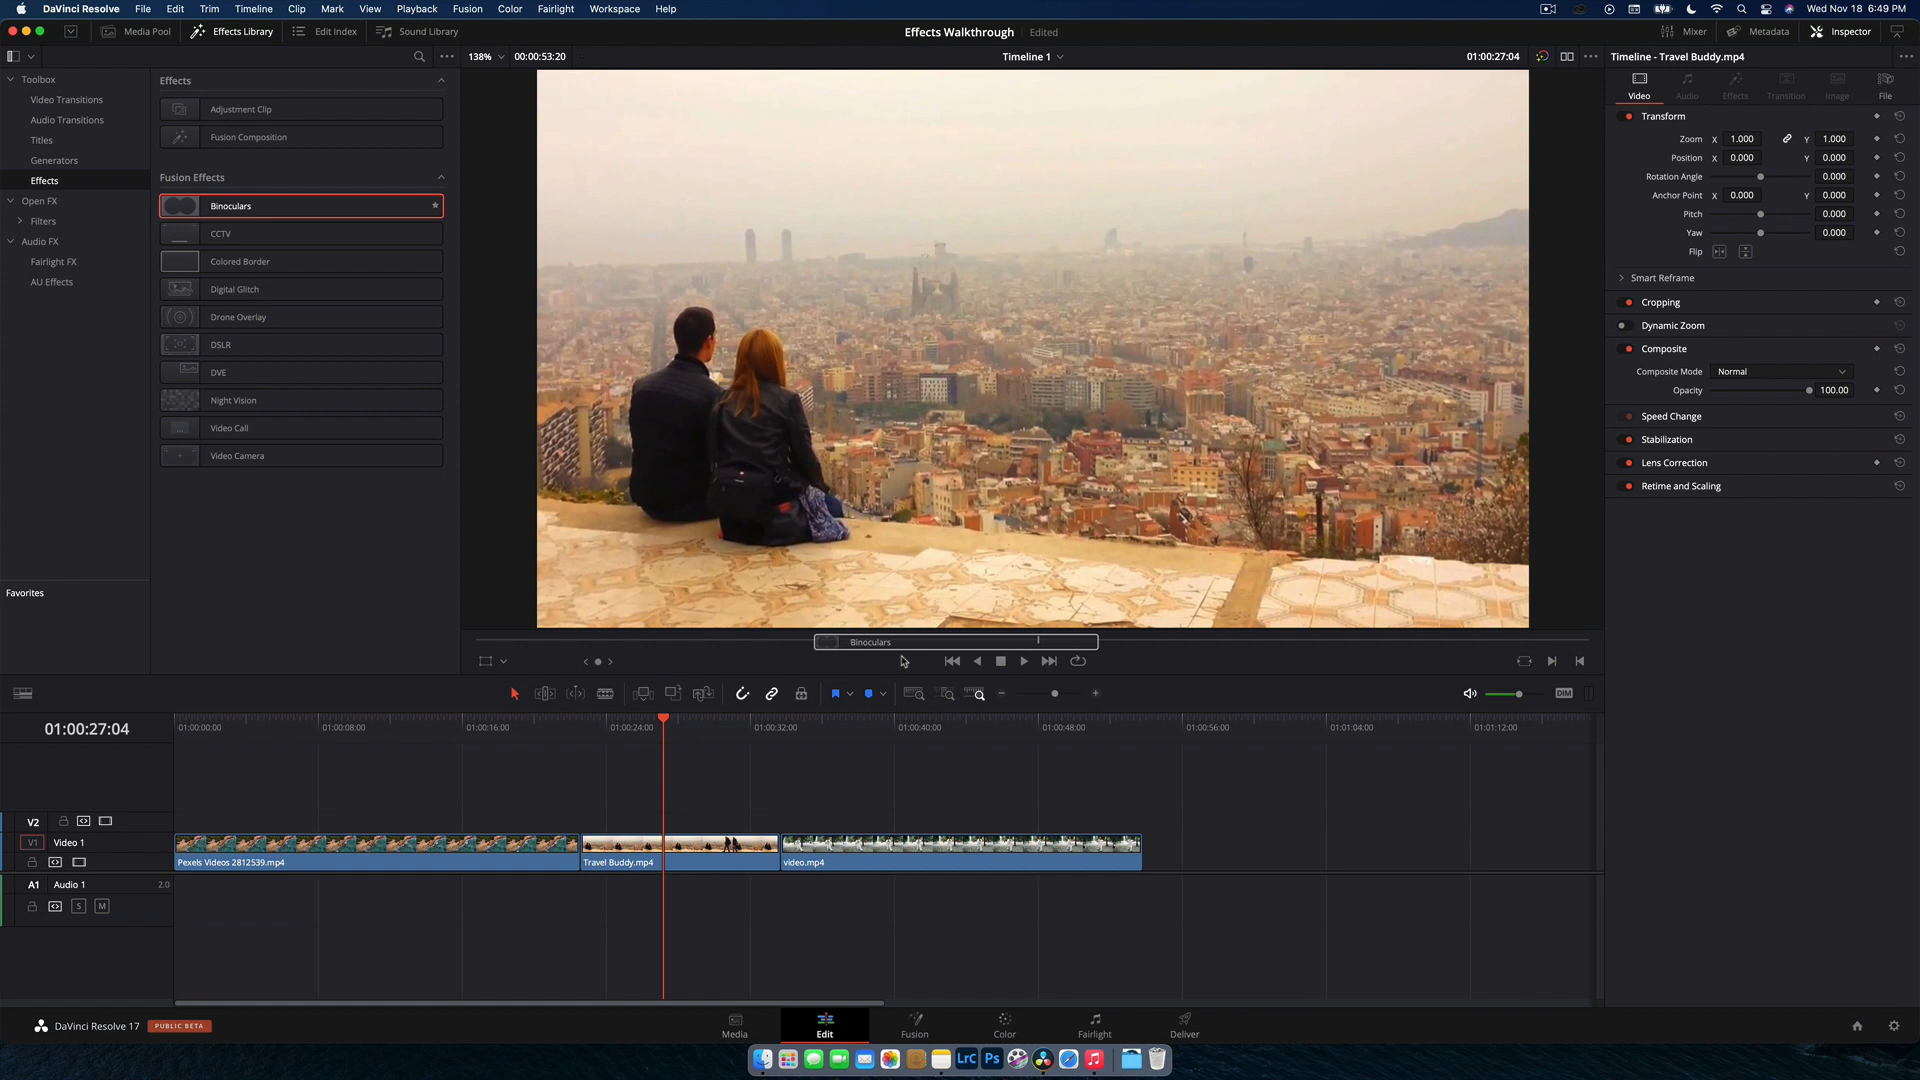 DaVinci Resolve File Edit Trim Timeline Clip Mark View Playback Fusion Color Fairlight Workspace Help Wed Nov 18 6:49 PM
Media Pool Effects Library Edit Index Sound Library Effects Walkthrough Edited Mixer Metadata Inspector
138% 00:00:53:20 Timeline 1 01:00:27:04 Timeline - Travel Buddy.mp4
Toolbox
Video Transitions
Audio Transitions
Titles
Generators
Effects
Open FX
Filters
Audio FX
Fairlight FX
AU Effects
Favorites
Effects
Adjustment Clip
Fusion Composition
Fusion Effects
Binoculars
CCTV
Colored Border
Digital Glitch
Drone Overlay
DSLR
DVE
Night Vision
Video Call
Video Camera
Binoculars
Video Audio Effects Transition Image File
Transform
Zoom X 1.000 Y 1.000
Position X 0.000 Y 0.000
Rotation Angle 0.000
Anchor Point X 0.000 Y 0.000
Pitch 0.000
Yaw 0.000
Flip
Smart Reframe
Cropping
Dynamic Zoom
Composite
Composite Mode Normal
Opacity 100.00
Speed Change
Stabilization
Lens Correction
Retime and Scaling
DIM
01:00:27:04 01:00:00:00 01:00:08:00 01:00:16:00 01:00:24:00 01:00:32:00 01:00:40:00 01:00:48:00 01:00:56:00 01:01:04:00 01:01:12:00
V2
V1 Video 1
Pexels Videos 2812539.mp4 Travel Buddy.mp4 video.mp4
A1 Audio 1 2.0
S M
DaVinci Resolve 17 PUBLIC BETA
Media Edit Fusion Color Fairlight Deliver
LrC Ps